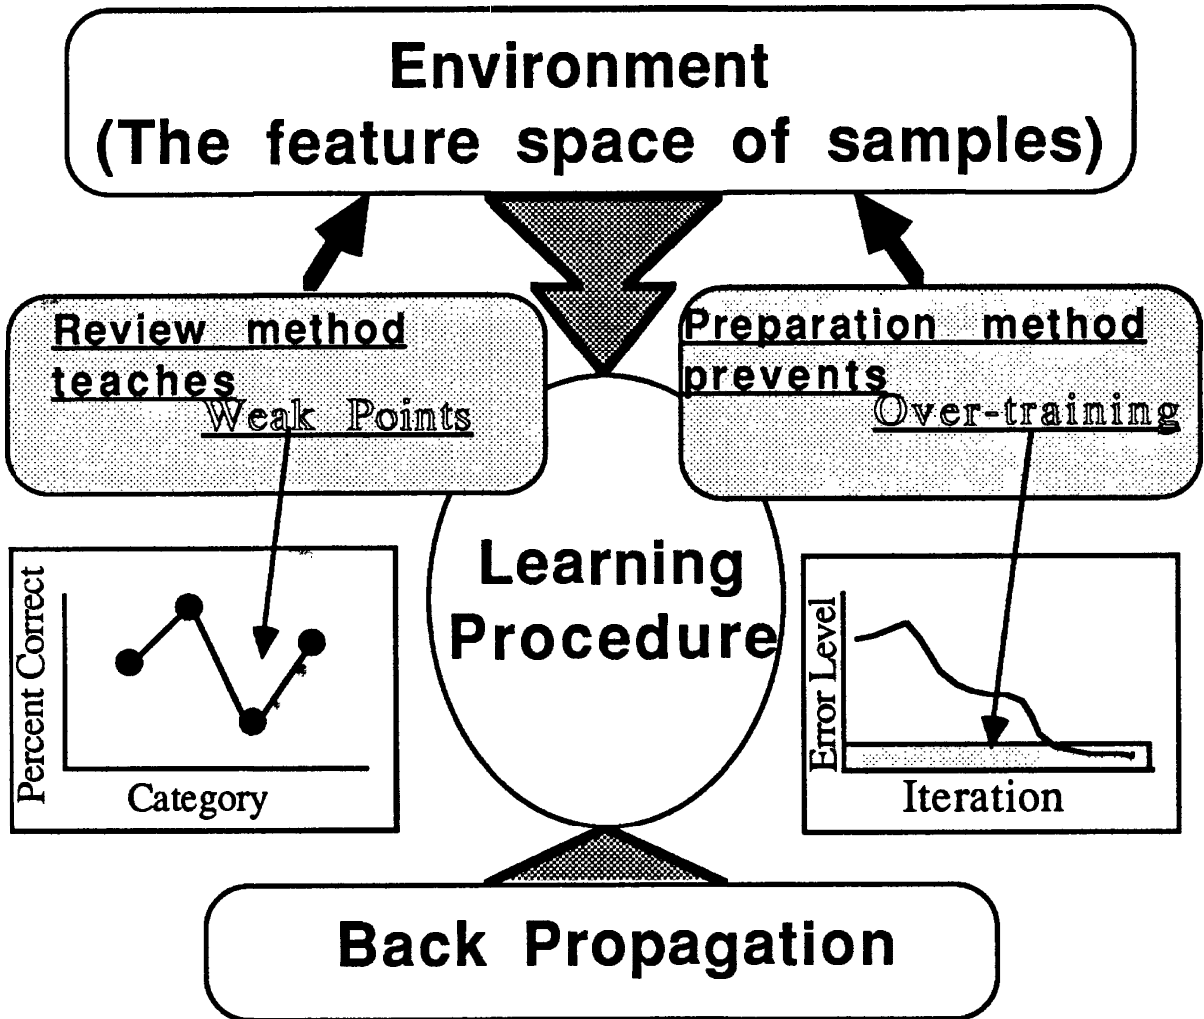 Environment
(The feature space of samples)
Review method
teaches
Weak Points
Preparation method
prevents
Over-training
Learning
Procedure
Percent Correct
Category
Error Level
Iteration
Back Propagation